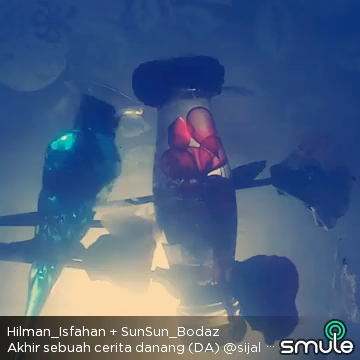 Hilman_Isfahan + SunSun_Bodaz
Akhir sebuah cerita danang (DA) @sijal ...
smule